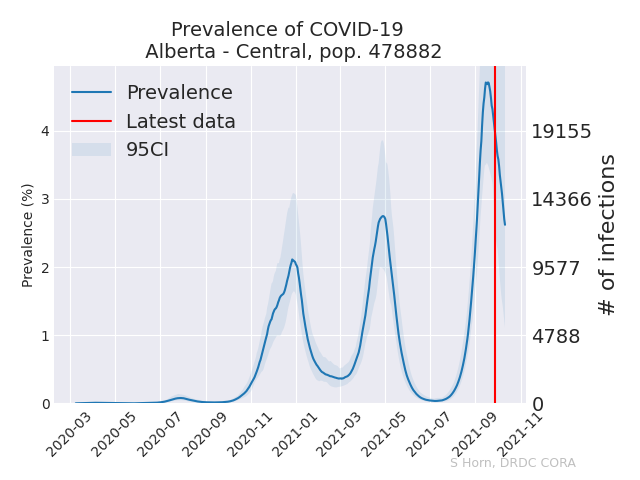 Prevalence of COVID-19
Alberta - Central, pop. 478882
Prevalence
Latest data
95CI
Prevalence (%)
4
3
2
1
0
19155
14366
9577
4788
0
# of infections
2020-03
2020-05
2020-07
2020-09
2020-11
2021-01
2021-03
2021-05
2021-07
2021-09
2021-11
S Horn, DRDC CORA